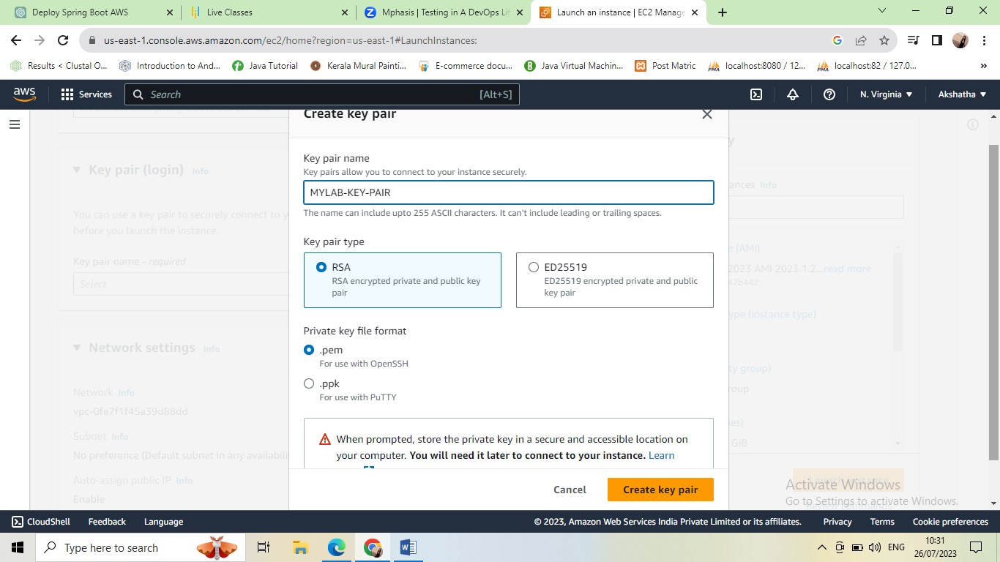 Deploy Spring Boot AWS
Live Classes
Mphasis | Testing in A DevOps Li
Launch an instance | EC2 Manage
us-east-1.console.aws.amazon.com/ec2/home?region=us-east-1#LaunchInstances:
Results < Clustal O...
Introduction to And...
Java Tutorial
Kerala Mural Painti...
E-commerce docu...
Java Virtual Machin...
Post Matric
localhost:8080 / 12...
localhost:82 / 127.0...
»
aws
Services
Search
[Alt+S]
N. Virginia
Akshatha
Create key pair
Key pair (login) Info
You can use a key pair to securely connect to y
before you launch the instance.
Key pair name - required
Select
Network settings Info
Network Info
vpc-0fe7f1f45a39d88dd
Subnet Info
No preference (Default subnet in any availabili
Auto-assign public IP Info
Enable
Key pair name
Key pairs allow you to connect to your instance securely.
MYLAB-KEY-PAIR
The name can include upto 255 ASCII characters. It can't include leading or trailing spaces.
Key pair type
RSA
RSA encrypted private and public key
pair
ED25519
ED25519 encrypted private and public
key pair
Private key file format
.pem
For use with OpenSSH
.ppk
For use with PuTTY
When prompted, store the private key in a secure and accessible location on
your computer. You will need it later to connect to your instance. Learn
Cancel
Create key pair
y
ances Info
e (AMI)
2023 AMI 2023.1.2...read more
47b442
ype (instance type)
ty group)
roup
es)
GiB
Launch instance
Activate Windows
Go to Settings to activate Windows.
CloudShell
Feedback
Language
© 2023, Amazon Web Services India Private Limited or its affiliates.
Privacy
Terms
Cookie preferences
Type here to search
ENG
10:31
26/07/2023